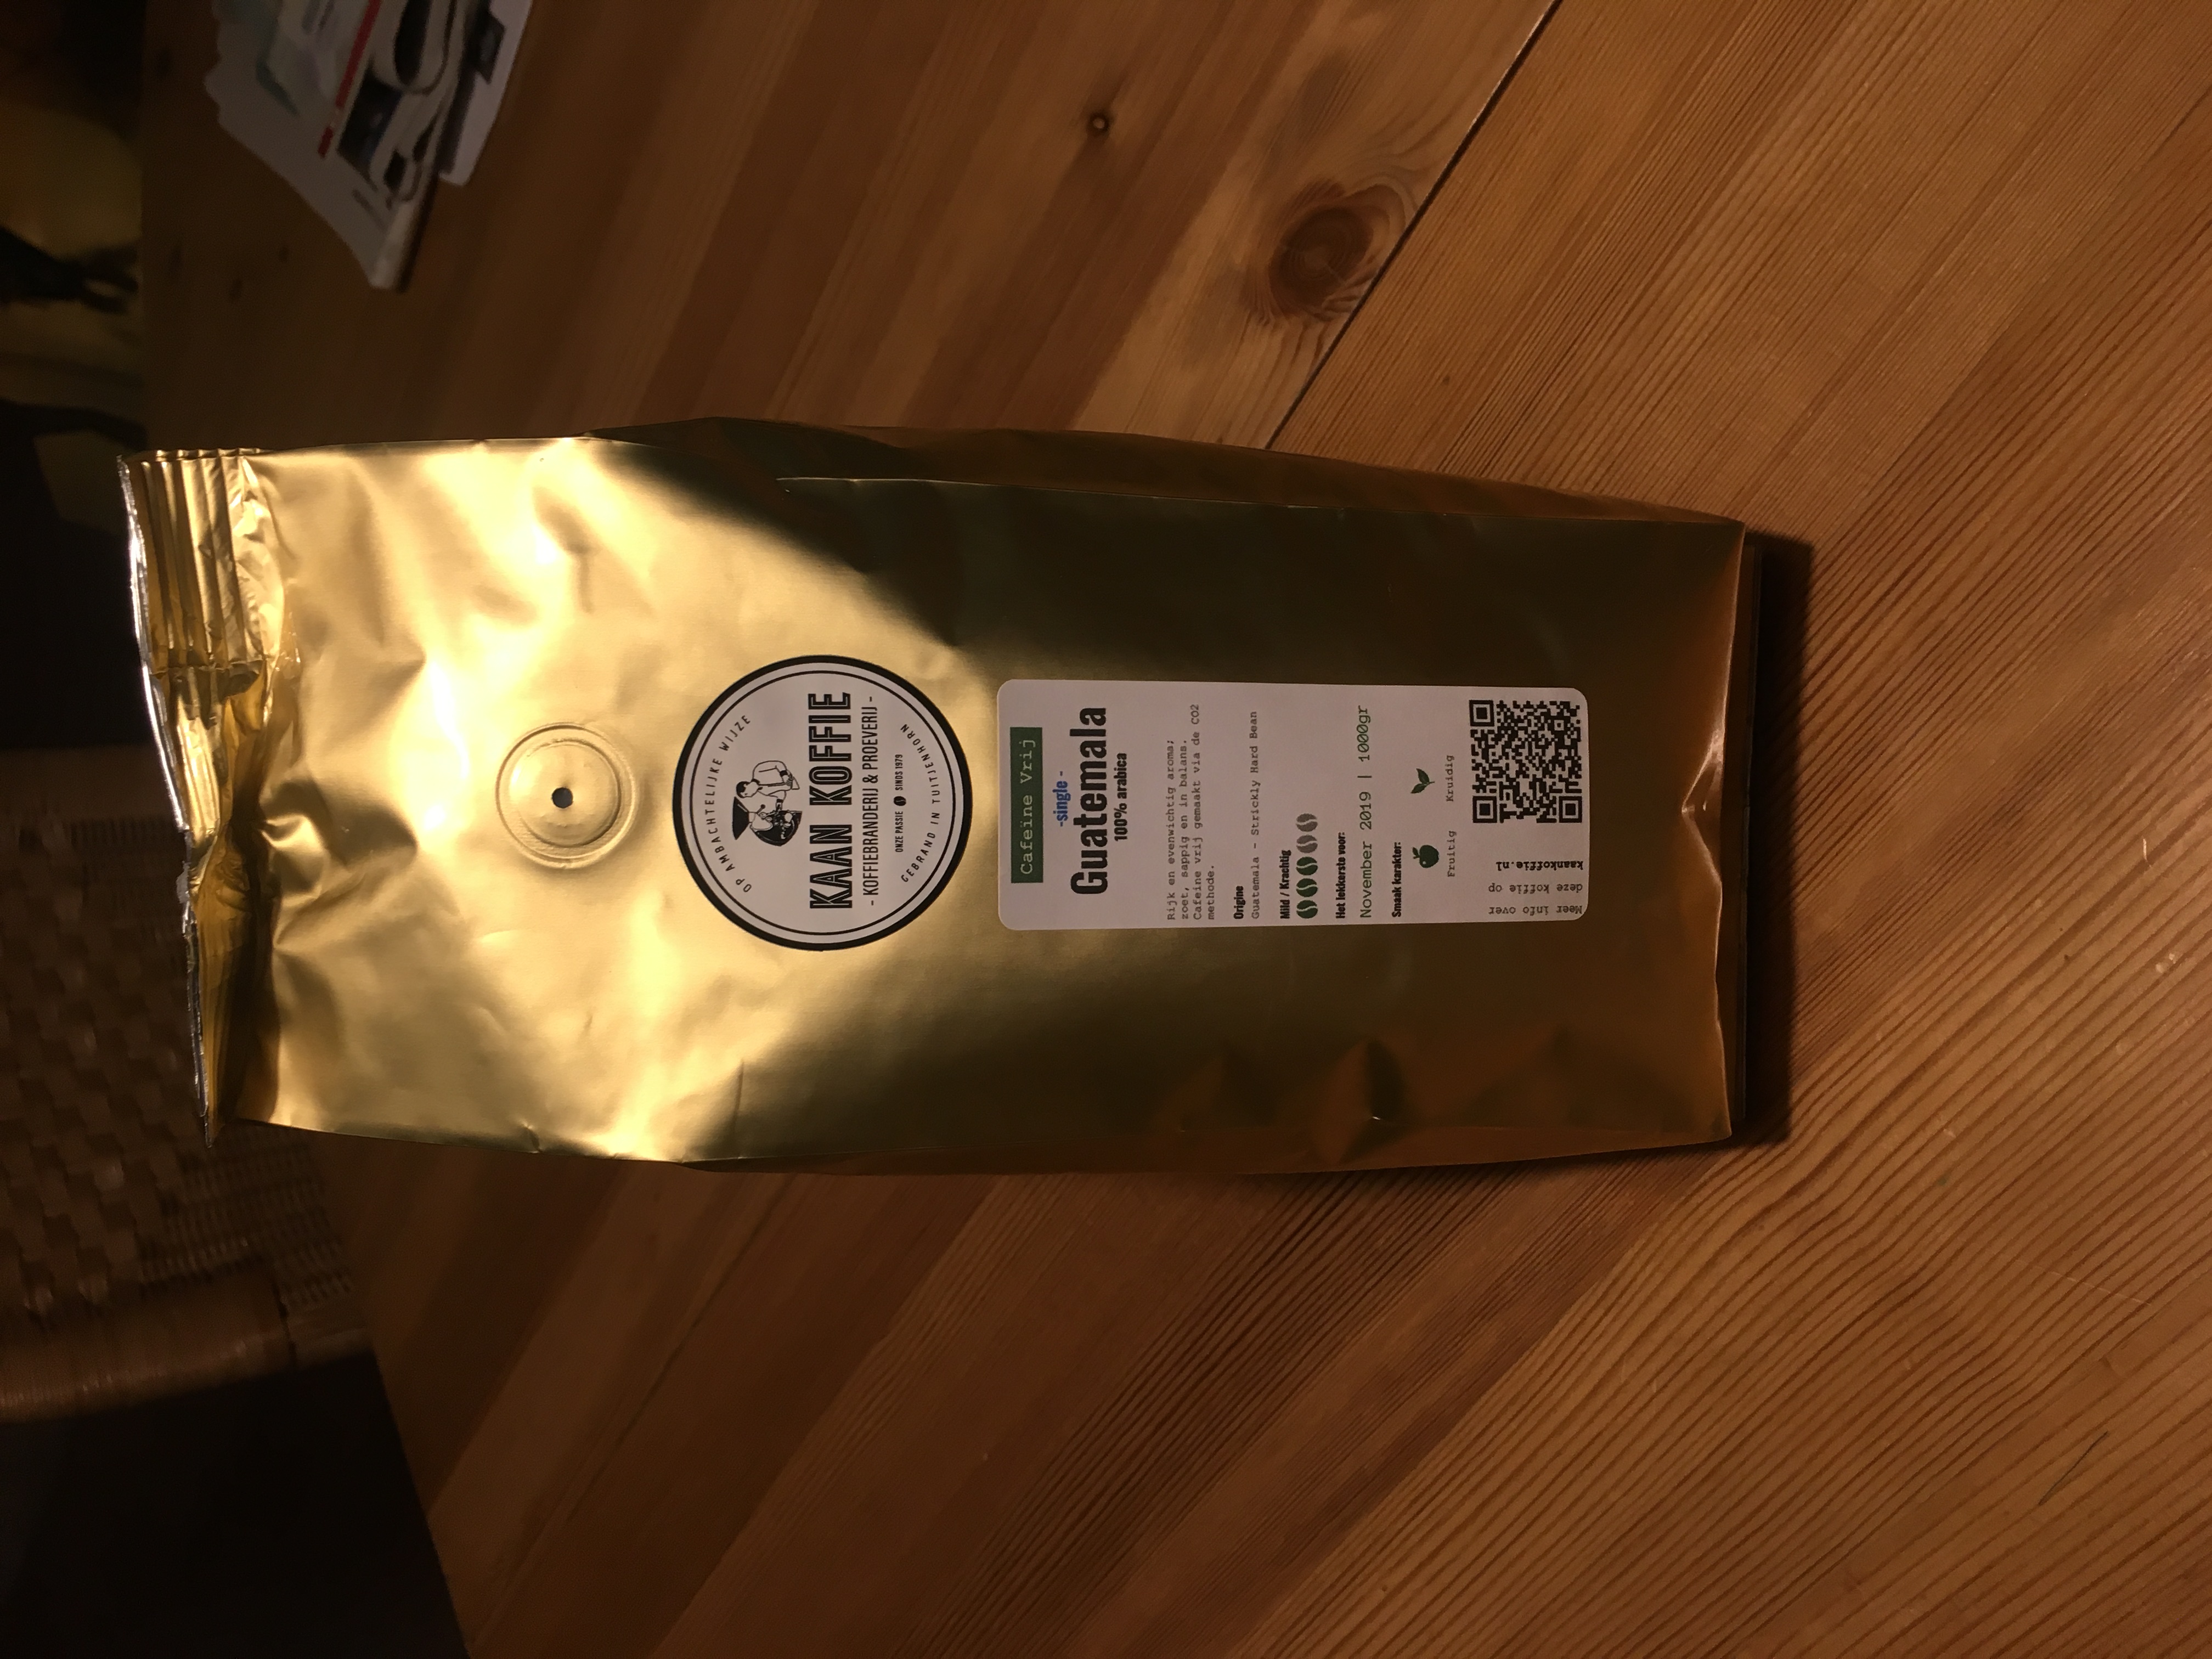 OP AMBACHTELIJKE WIJZE
KAAN KOFFIE
- KOFFIEBRANDERIJ & PROEVERIJ -
ONZE PASSIE SINDS 1979
GEBRAND IN TUITJENHORN
Cafeïne Vrij
-single-
Guatemala
100% arabica
Rijk en evenwichtig aroma;
zoet, sappig en in balans.
Cafeine vrij gemaakt via de CO2
methode.
Origine
Guatemala - Strickly Hard Bean
Mild / Krachtig
Het lekkerste voor:
November 2019 | 1000gr
Smaak karakter:
Fruitig Kruidig
Meer info over
deze koffie op
kaankoffie.nl